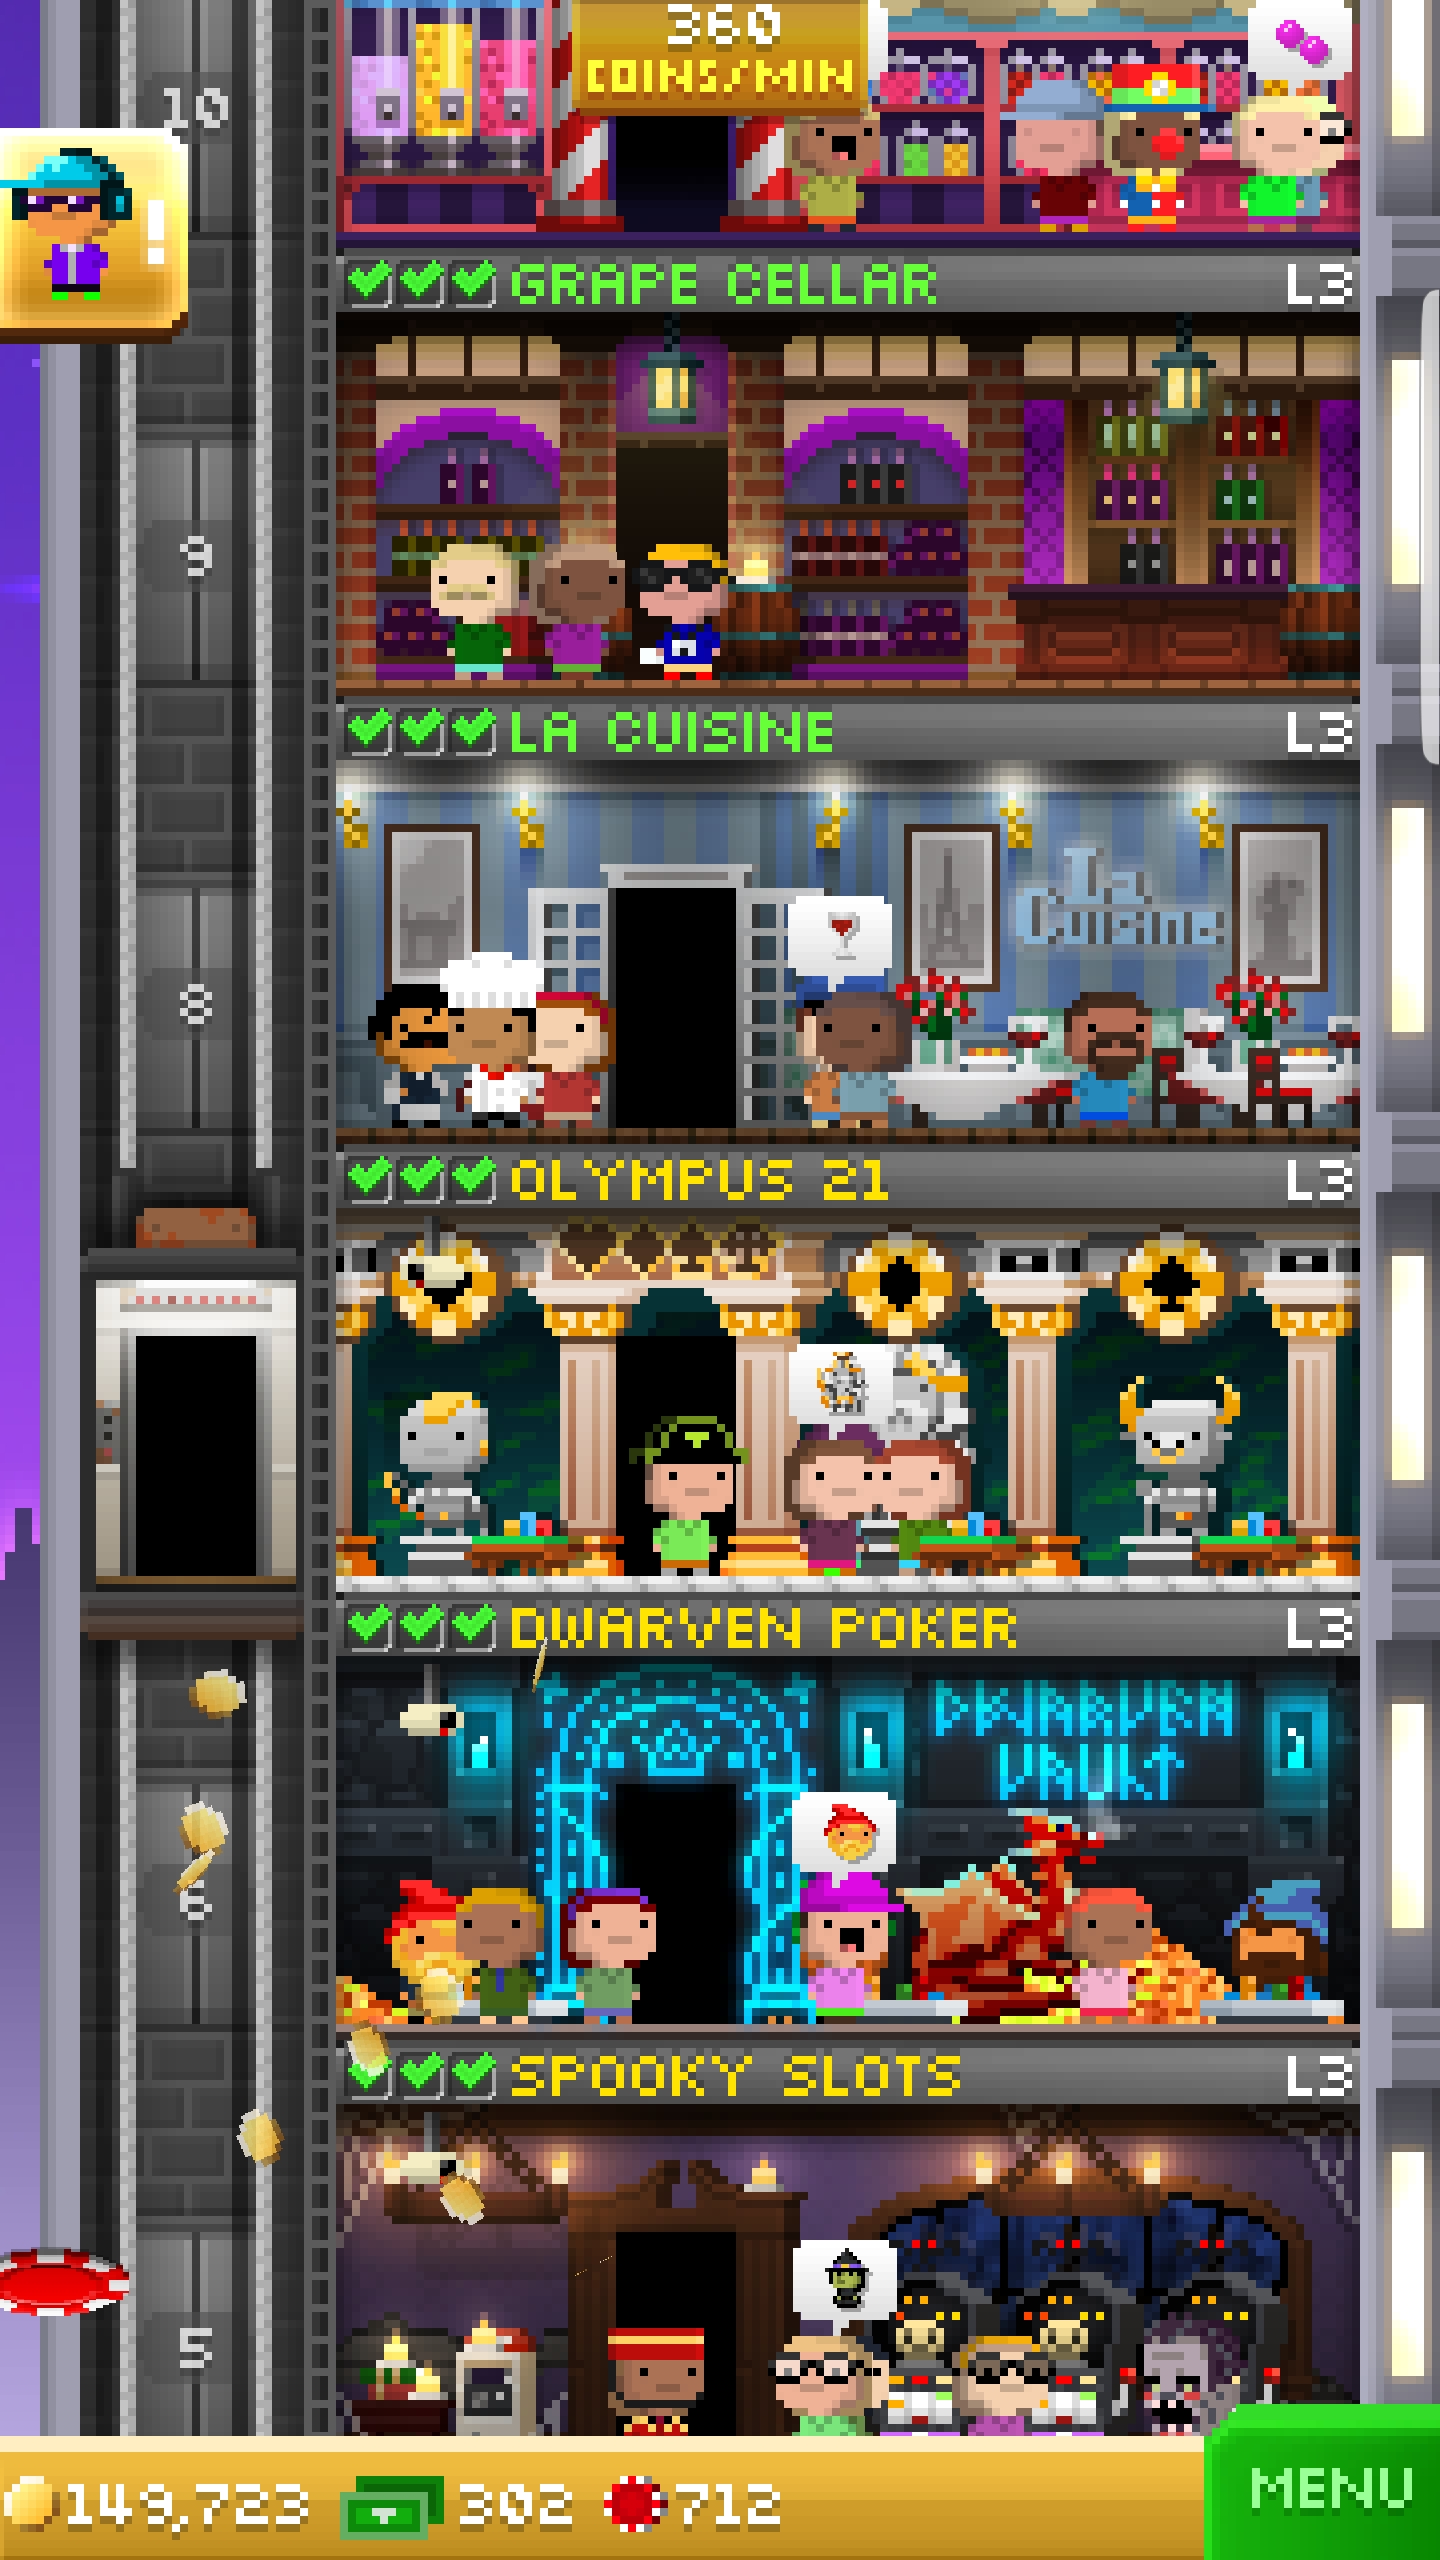 360
COINS/MIN
10
!
GRAPE CELLAR L3
9
LA CUISINE L3
La
Cuisine
8
OLYMPUS 21 L3
DWARVEN POKER L3
DWARVEN
VAULT
6
SPOOKY SLOTS L3
5
149,723 302 712
MENU